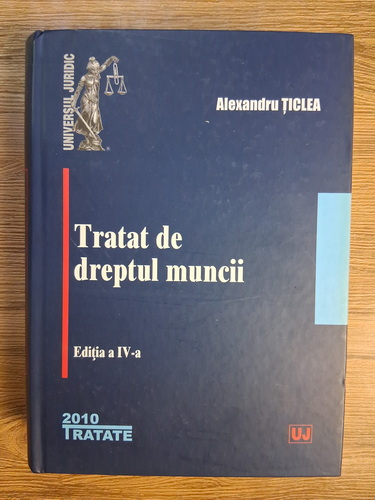 UNIVERSUL JURIDIC
Alexandru ȚICLEA
Tratat de
dreptul muncii
Ediția a IV-a
2010
TRATATE
UJ